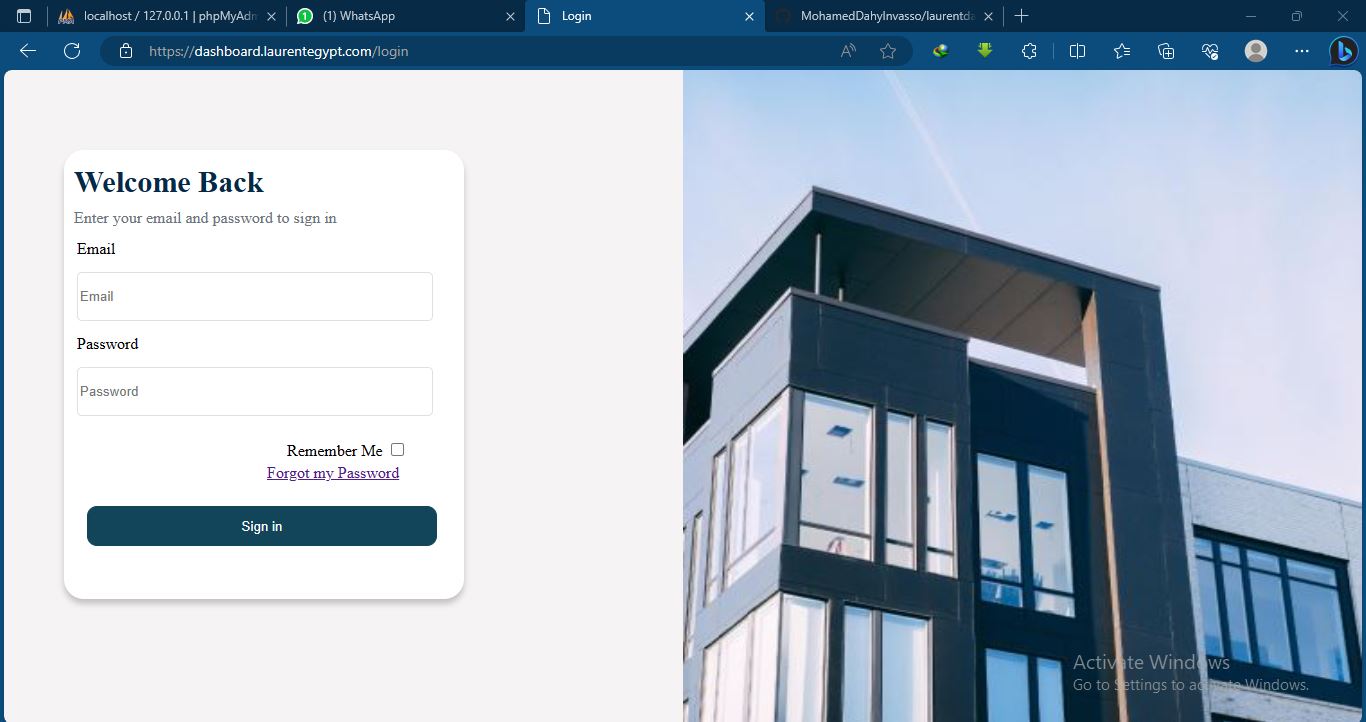 localhost / 127.0.0.1 | phpMyAdm
(1) WhatsApp
Login
MohamedDahyInvasso/laurentda
https://dashboard.laurentegypt.com/login
Welcome Back
Enter your email and password to sign in
Email
Email
Password
Password
Remember Me
Forgot my Password
Sign in
Activate Windows
Go to Settings to activate Windows.